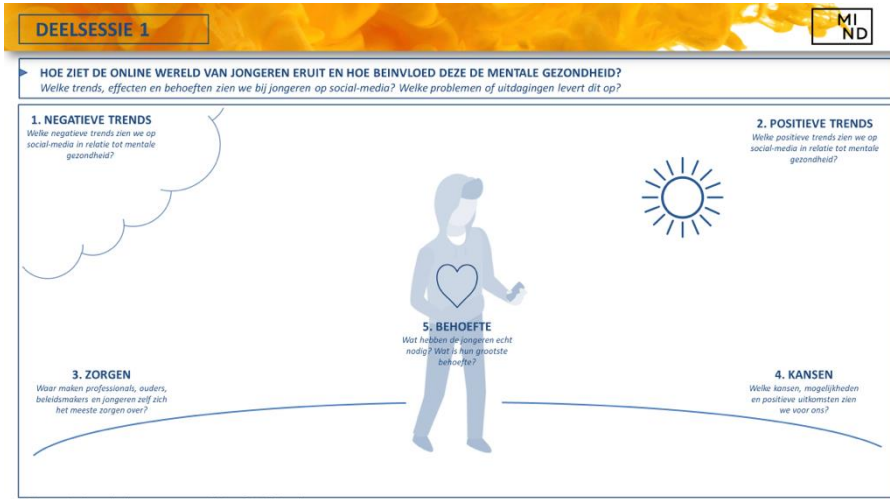 DEELSESSIE 1
MI
ND
HOE ZIET DE ONLINE WERELD VAN JONGEREN ERUIT EN HOE BEINVLOED DEZE DE MENTALE GEZONDHEID?
Welke trends, effecten en behoeften zien we bij jongeren op social-media? Welke problemen of uitdagingen levert dit op?
1. NEGATIEVE TRENDS
Welke negatieve trends zien we op
social-media in relatie tot mentale
gezondheid?
2. POSITIEVE TRENDS
Welke positieve trends zien we op
social-media in relatie tot mentale
gezondheid?
5. BEHOEFTE
Wat hebben de jongeren echt
nodig? Wat is hun grootste
behoefte?
3. ZORGEN
Waar maken professionals, ouders,
beleidsmakers en jongeren zelf zich
het meeste zorgen over?
4. KANSEN
Welke kansen, mogelijkheden
en positieve uitkomsten zien
we voor ons?